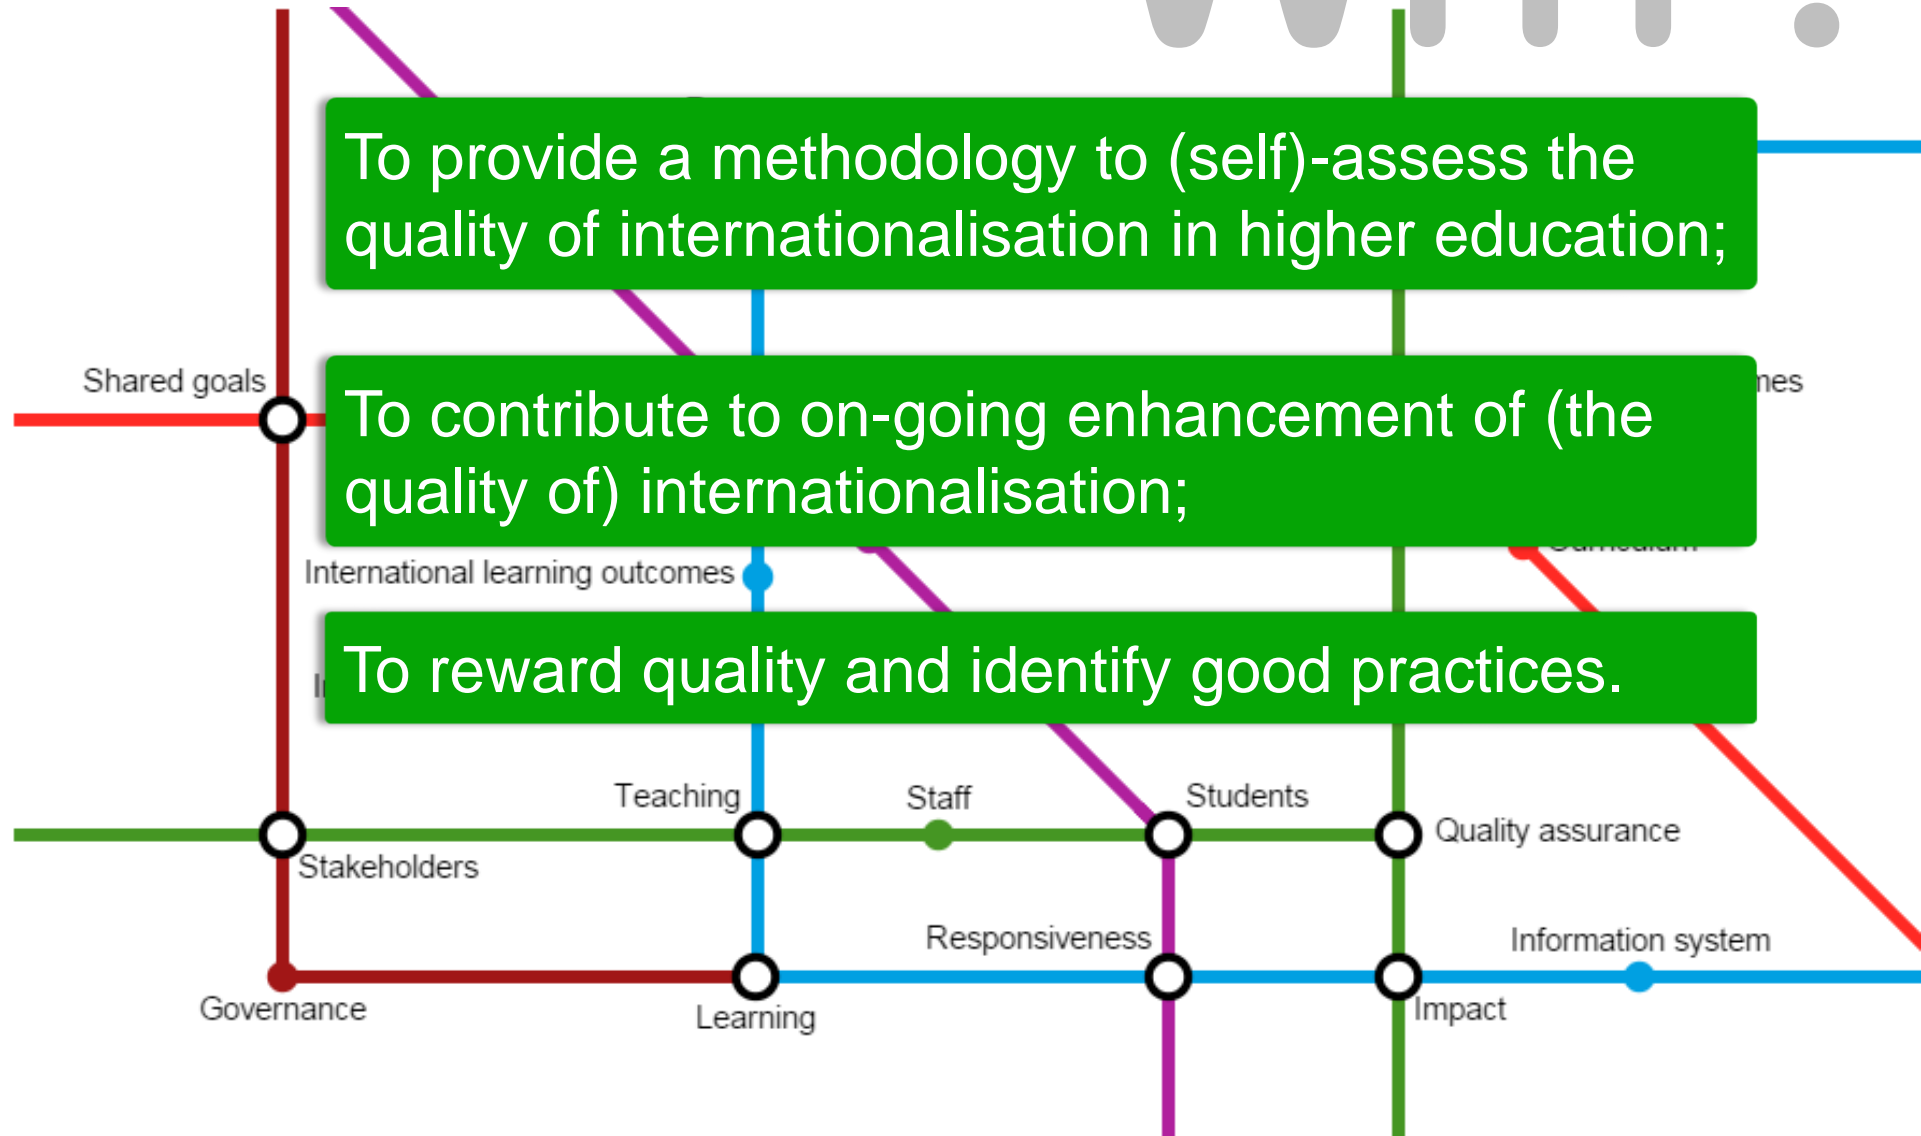 To provide a methodology to (self)-assess the
quality of internationalisation in higher education;
Shared goals
To contribute to on-going enhancement of (the
quality of) internationalisation;
International learning outcomes
To reward quality and identify good practices.
Teaching
Staff
Students
Quality assurance
Stakeholders
Responsiveness
Information system
Governance
Learning
Impact